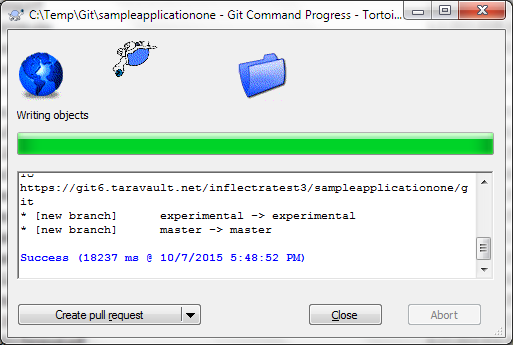 C:\Temp\Git\sampleapplicationone - Git Command Progress - Tortoi...
Writing objects
https://git6.taravault.net/inflectratest3/sampleapplicationone/g
it
* [new branch]      experimental -> experimental
* [new branch]      master -> master
Success (18237 ms @ 10/7/2015 5:48:52 PM)
Create pull request
Close
Abort